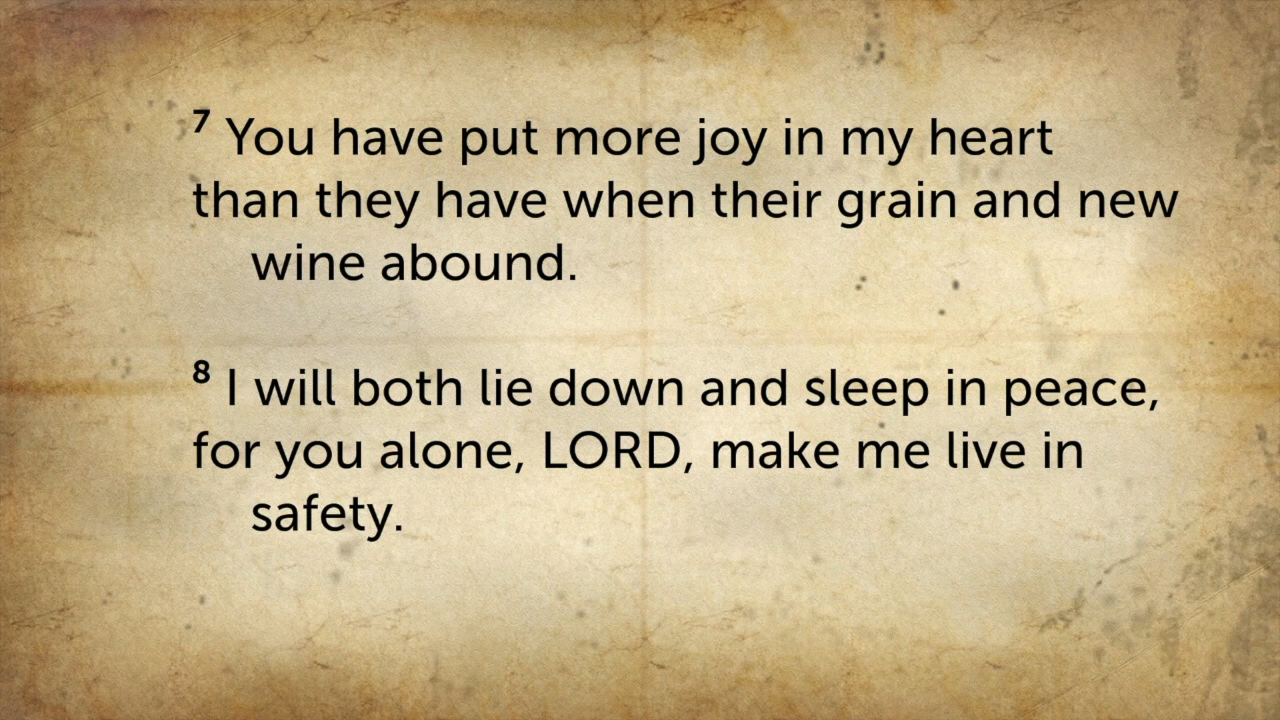 ⁷ You have put more joy in my heart
than they have when their grain and new
wine abound.
⁸ I will both lie down and sleep in peace,
for you alone, LORD, make me live in
safety.